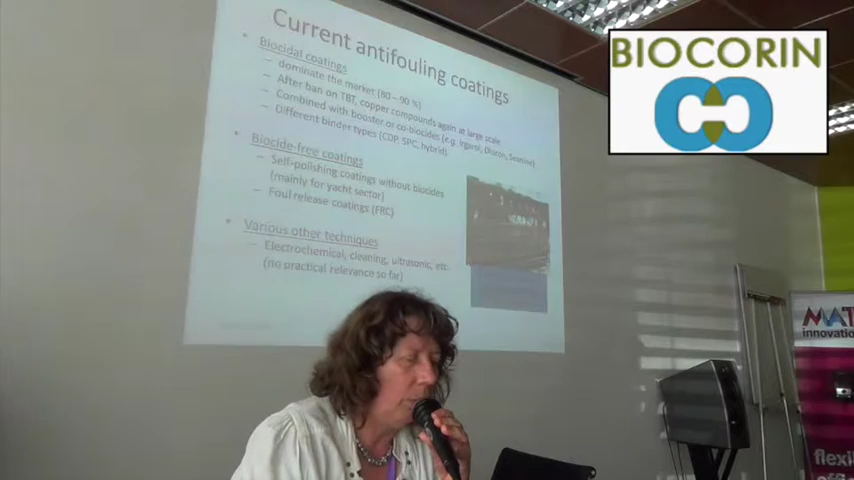 Current antifouling coatings
• Biocidal coatings
– dominate the market (80 – 90 %)
– After ban on TBT, copper compounds again at large scale
– Combined with booster or co-biocides (e.g. Irgarol, Diuron, Seanine)
– Different binder types (CDP, SPC, hybrid)
• Biocide-free coatings
– Self-polishing coatings without biocides
(mainly for yacht sector)
– Foul release coatings (FRC)
• Various other techniques
– Electrochemical, cleaning, ultrasonic, etc.
(no practical relevance so far)
BIOCORIN
MAT
innovation
flexi